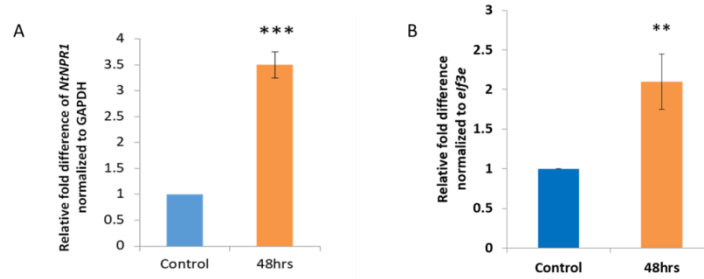 A
Relative fold difference of NtNPR1
normalized to GAPDH
4
3.5
3
2.5
2
1.5
1
0.5
0
***
Control
48hrs
B
Relative fold difference
normalized to eIf3e
3
2.5
2
1.5
1
0.5
0
**
Control
48hrs